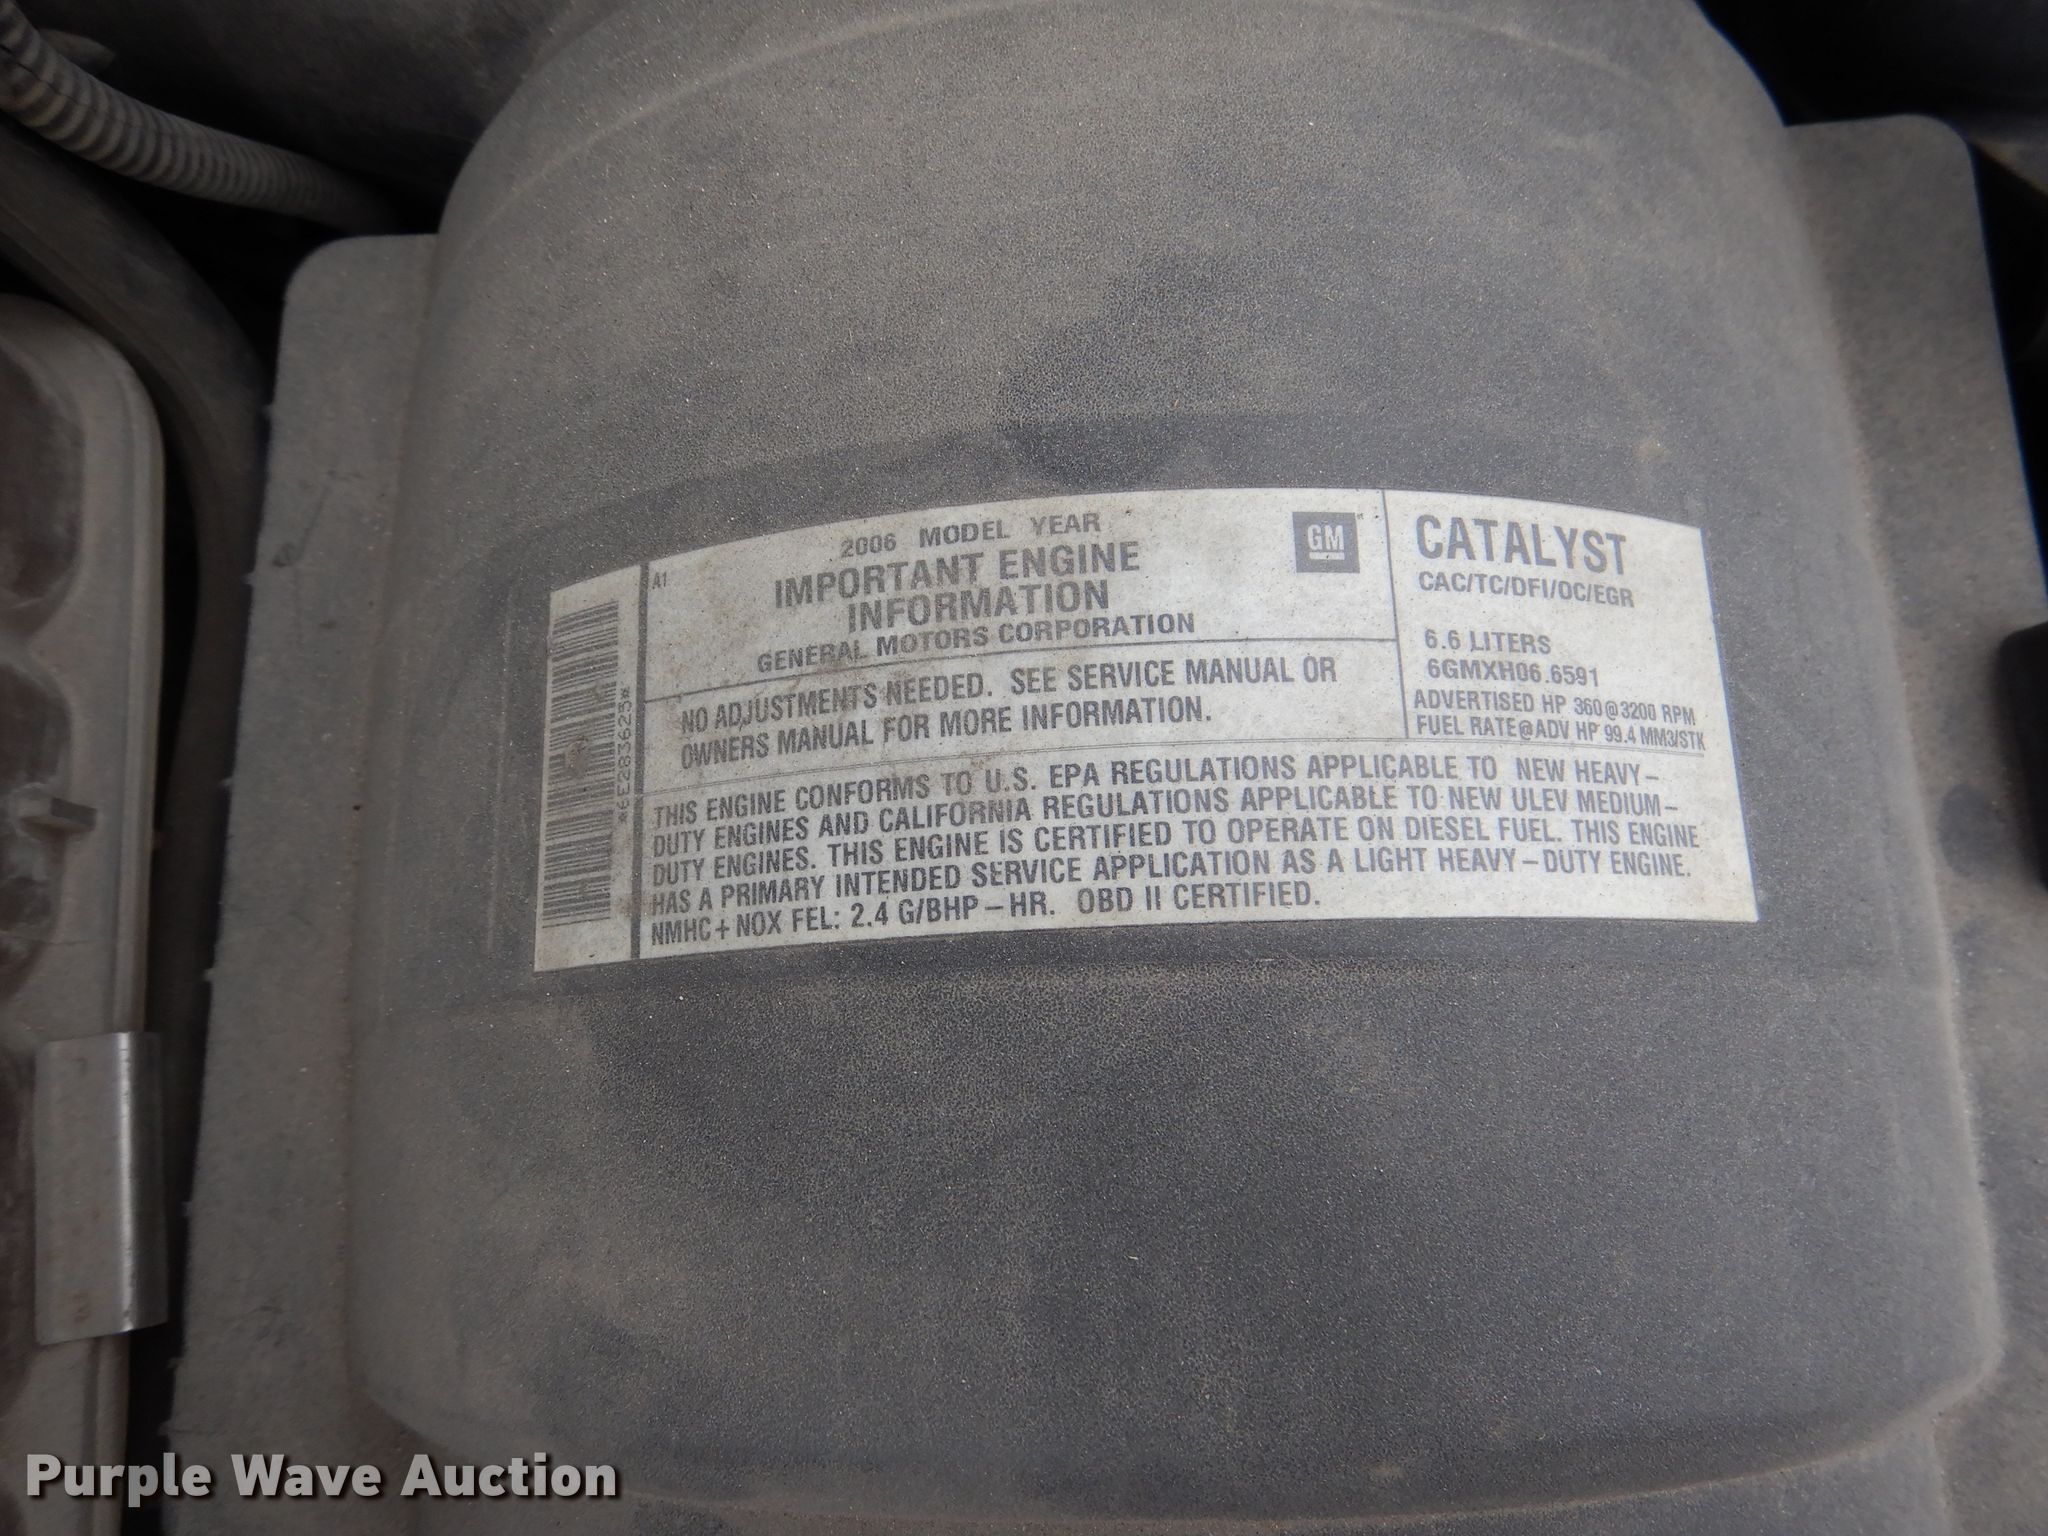 2006 MODEL YEAR
IMPORTANT ENGINE
INFORMATION
GENERAL MOTORS CORPORATION
A1
GM
*6E283625*
NO ADJUSTMENTS NEEDED. SEE SERVICE MANUAL OR
OWNERS MANUAL FOR MORE INFORMATION.
CATALYST
CAC/TC/DFI/OC/EGR
6.6 LITERS
6GMXH06.6591
ADVERTISED HP 360@3200 RPM
FUEL RATE@ADV HP 99.4 MM3/STK
THIS ENGINE CONFORMS TO U.S. EPA REGULATIONS APPLICABLE TO NEW HEAVY-
DUTY ENGINES AND CALIFORNIA REGULATIONS APPLICABLE TO NEW ULEV MEDIUM-
DUTY ENGINES. THIS ENGINE IS CERTIFIED TO OPERATE ON DIESEL FUEL. THIS ENGINE
HAS A PRIMARY INTENDED SERVICE APPLICATION AS A LIGHT HEAVY-DUTY ENGINE.
NMHC+NOX FEL: 2.4 G/BHP-HR. OBD II CERTIFIED.
Purple Wave Auction